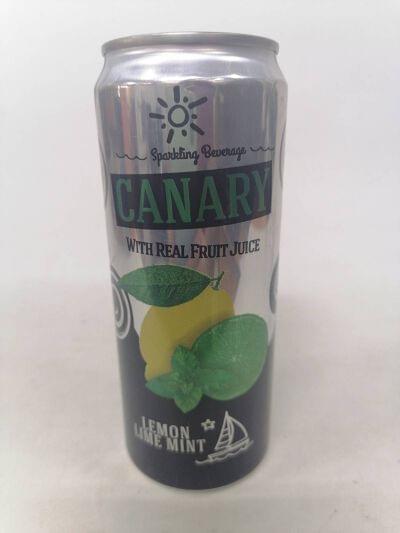 Sparkling Beverage
CANARY
WITH REAL FRUIT JUICE
LEMON
LIME MINT